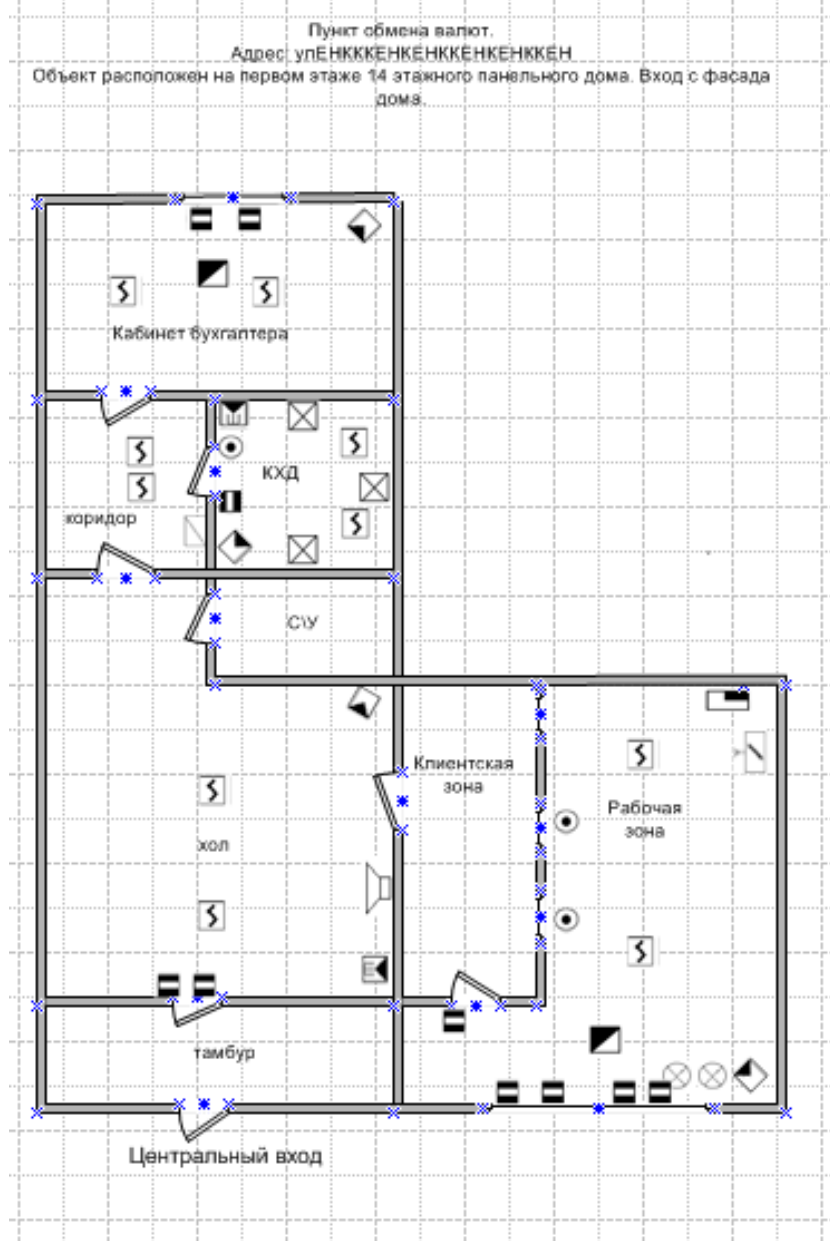 Пункт обмена валют.
Адрес: улЕНКККЕНКЕНККЕНКЕНККЕН
Объект расположен на первом этаже 14 этажного панельного дома. Вход с фасада
дома.
Кабинет бухгалтера
КХД
коридор
С\У
Клиентская
зона
Рабочая
зона
хол
тамбур
Центральный вход